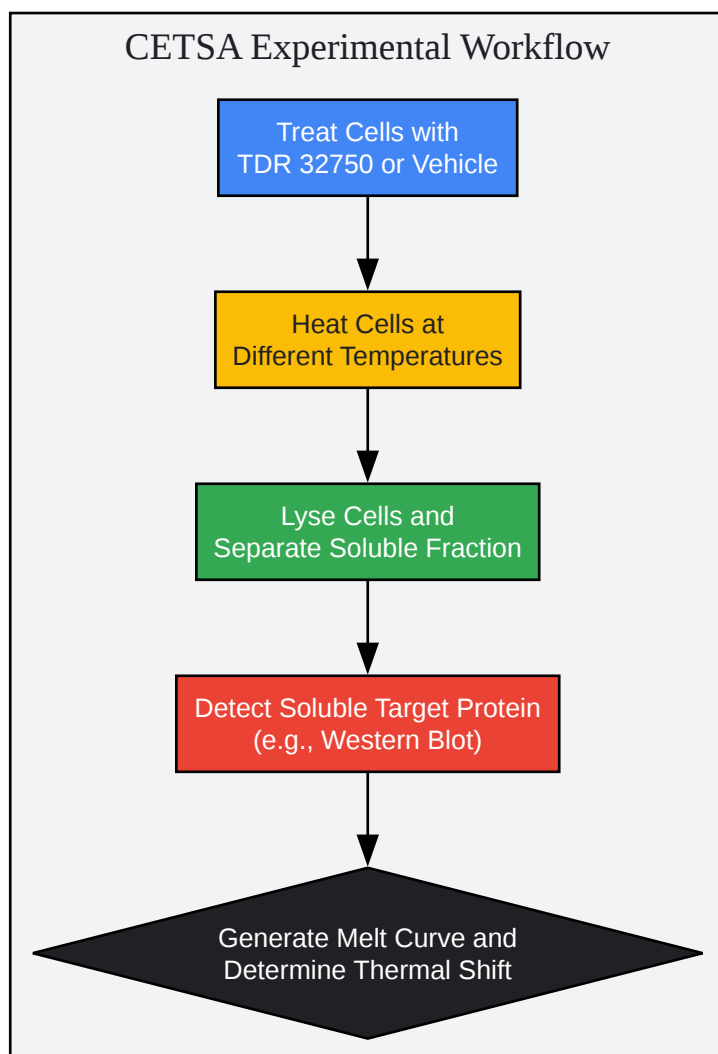 CETSA Experimental Workflow
Treat Cells with
TDR 32750 or Vehicle
Heat Cells at
Different Temperatures
Lyse Cells and
Separate Soluble Fraction
Detect Soluble Target Protein
(e.g., Western Blot)
Generate Melt Curve and
Determine Thermal Shift